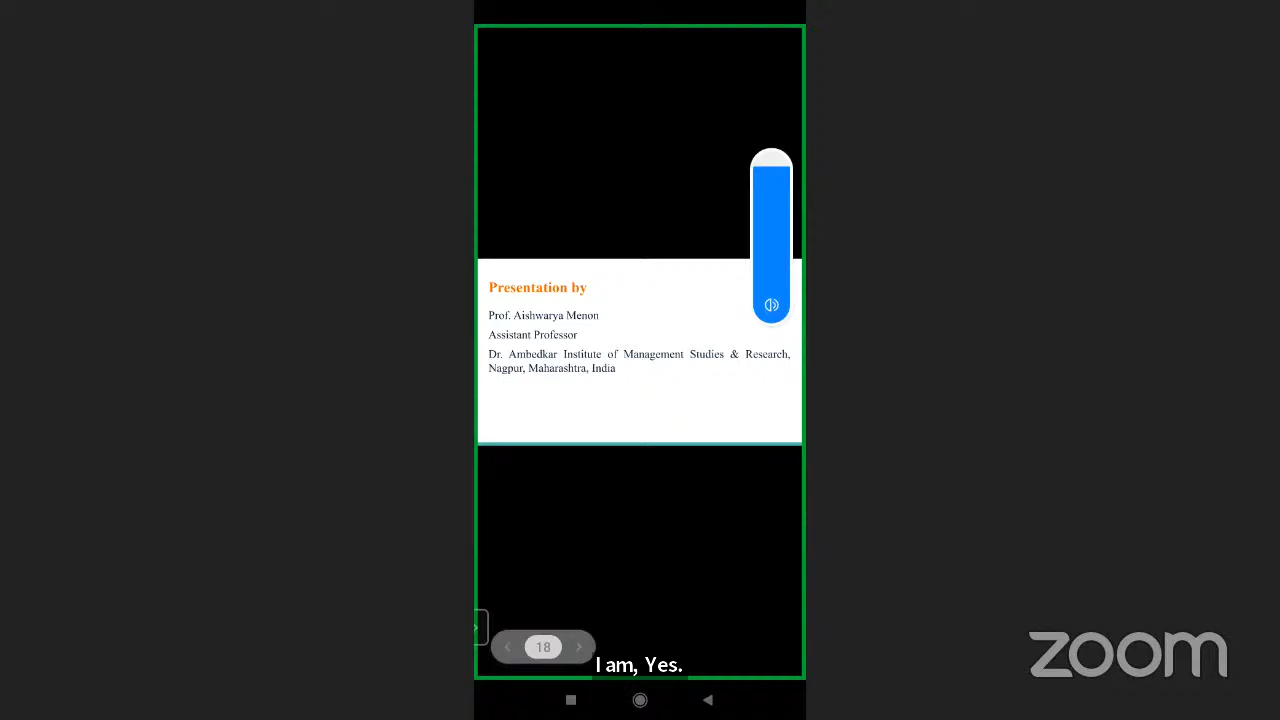 Presentation by
Prof. Aishwarya Menon
Assistant Professor
Dr. Ambedkar Institute of Management Studies & Research,
Nagpur, Maharashtra, India
18
I am, Yes.
zoom